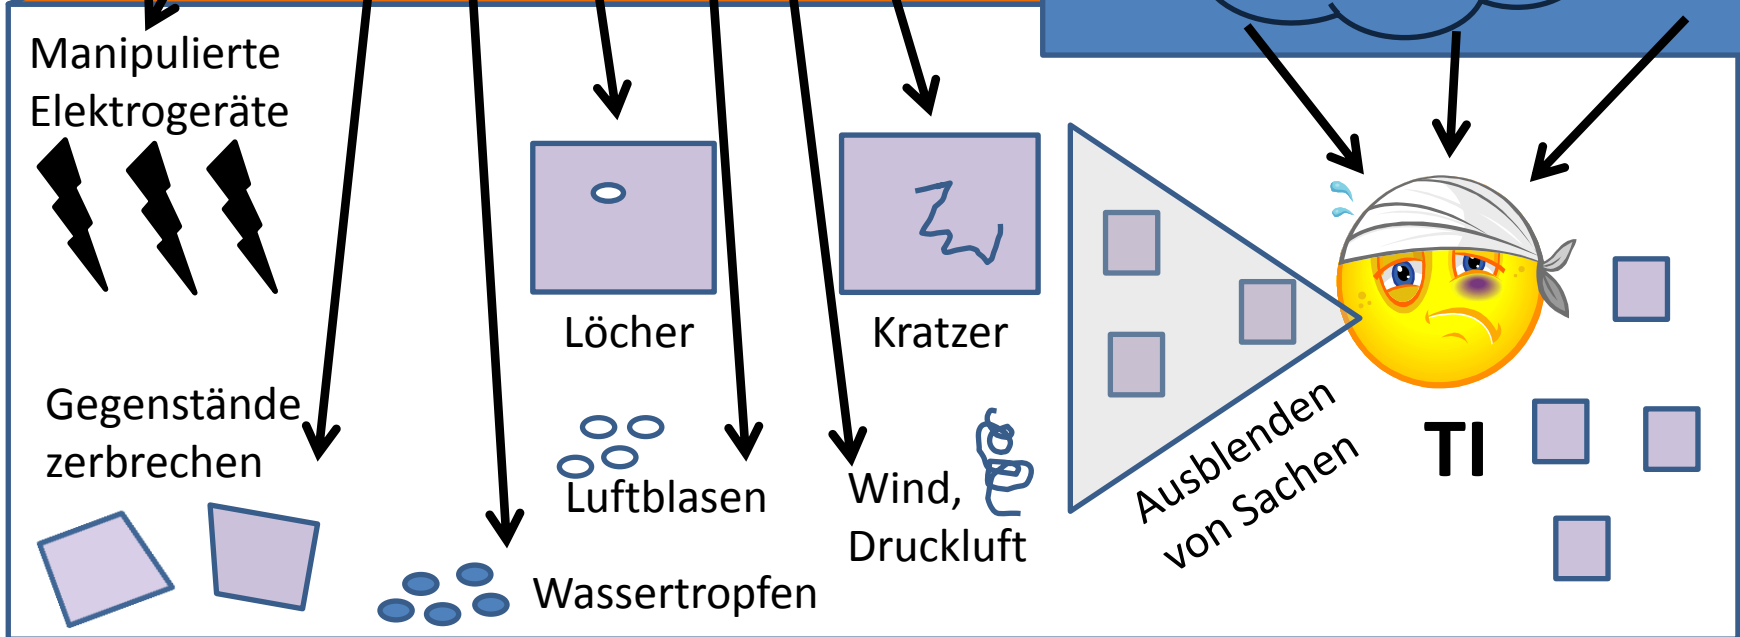 Manipulierte
Elektrogeräte
Löcher
Kratzer
Gegenstände
zerbrechen
Luftblasen
Wind,
Druckluft
Wassertropfen
Ausblenden
von Sachen
TI